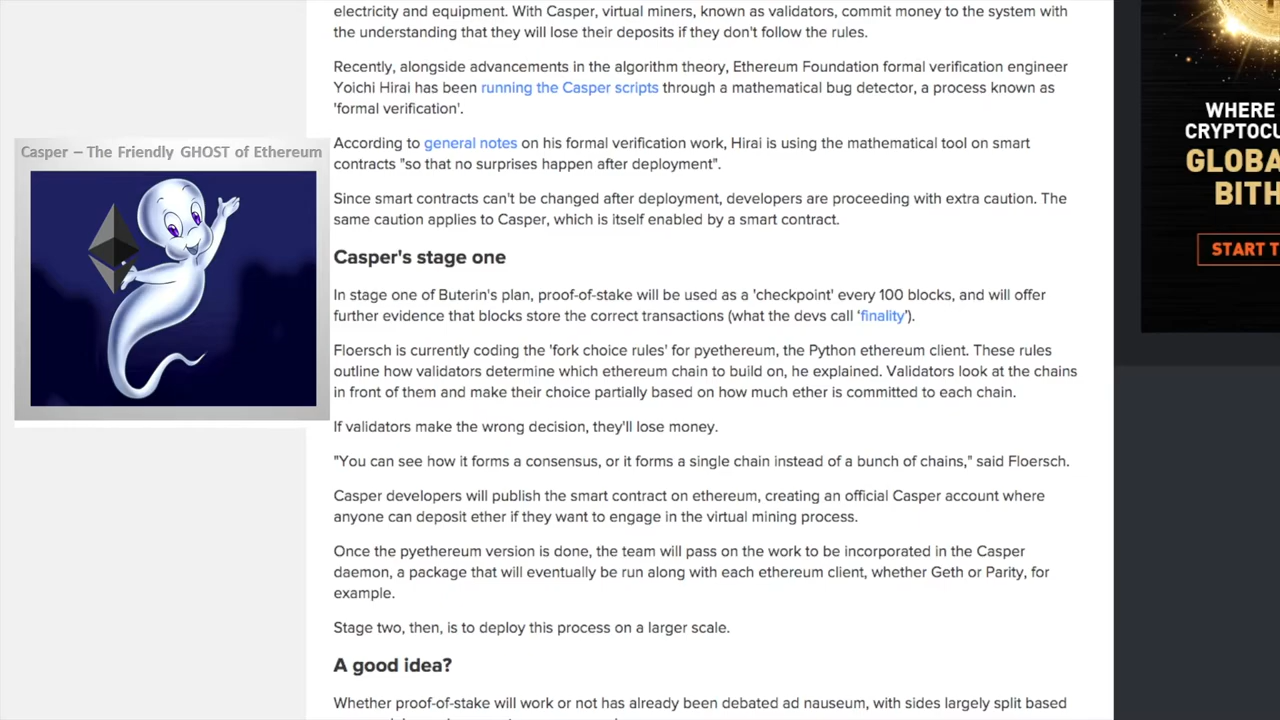 electricity and equipment. With Casper, virtual miners, known as validators, commit money to the system with
the understanding that they will lose their deposits if they don't follow the rules.
Recently, alongside advancements in the algorithm theory, Ethereum Foundation formal verification engineer
Yoichi Hirai has been running the Casper scripts through a mathematical bug detector, a process known as
'formal verification'.
According to general notes on his formal verification work, Hirai is using the mathematical tool on smart
contracts "so that no surprises happen after deployment".
Since smart contracts can't be changed after deployment, developers are proceeding with extra caution. The
same caution applies to Casper, which is itself enabled by a smart contract.
Casper's stage one
In stage one of Buterin's plan, proof-of-stake will be used as a 'checkpoint' every 100 blocks, and will offer
further evidence that blocks store the correct transactions (what the devs call 'finality').
Floersch is currently coding the 'fork choice rules' for pyethereum, the Python ethereum client. These rules
outline how validators determine which ethereum chain to build on, he explained. Validators look at the chains
in front of them and make their choice partially based on how much ether is committed to each chain.
If validators make the wrong decision, they'll lose money.
"You can see how it forms a consensus, or it forms a single chain instead of a bunch of chains," said Floersch.
Casper developers will publish the smart contract on ethereum, creating an official Casper account where
anyone can deposit ether if they want to engage in the virtual mining process.
Once the pyethereum version is done, the team will pass on the work to be incorporated in the Casper
daemon, a package that will eventually be run along with each ethereum client, whether Geth or Parity, for
example.
Stage two, then, is to deploy this process on a larger scale.
A good idea?
Whether proof-of-stake will work or not has already been debated ad nauseum, with sides largely split based
Casper – The Friendly GHOST of Ethereum
WHERE
CRYPTOCU
GLOBA
BITH
START T